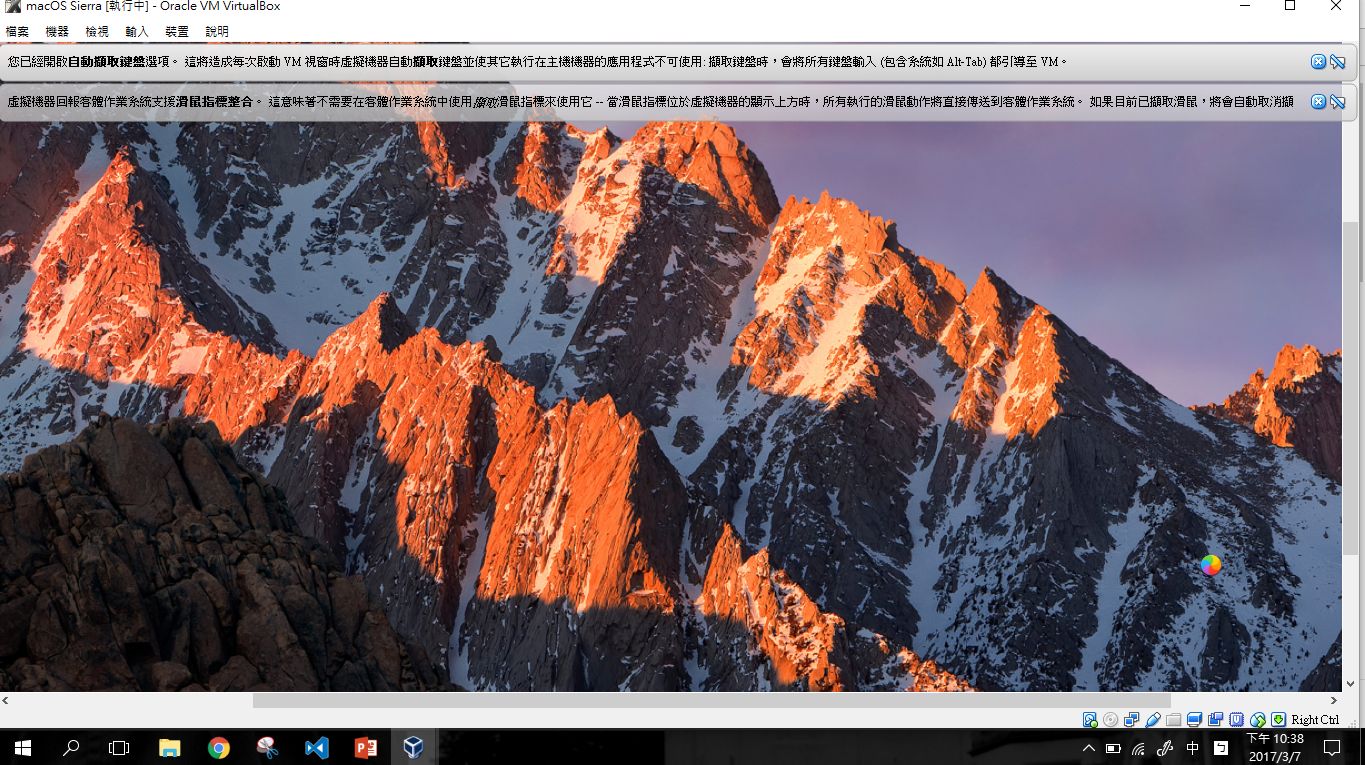 macOS Sierra [執行中] - Oracle VM VirtualBox
檔案 機器 檢視 輸入 裝置 說明
您已經開啟自動擷取鍵盤選項。 這將造成每次啟動 VM 視窗時虛擬機器自動擷取鍵盤並使其它執行在主機機器的應用程式不可使用: 擷取鍵盤時，會將所有鍵盤輸入 (包含系統如 Alt-Tab) 都引導至 VM。
虛擬機器回報客體作業系統支援滑鼠指標整合。 這意味著不需要在客體作業系統中使用擷取滑鼠指標來使用它 -- 當滑鼠指標位於虛擬機器的顯示上方時，所有執行的滑鼠動作將直接傳送到客體作業系統。 如果目前已擷取滑鼠，將會自動取消擷
Right Ctrl
中 ㄅ 下午 10:38
2017/3/7